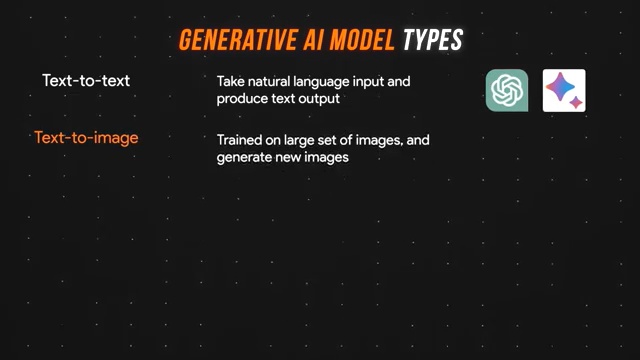 GENERATIVE AI MODEL TYPES
Text-to-text
Take natural language input and
produce text output
Text-to-image
Trained on large set of images, and
generate new images